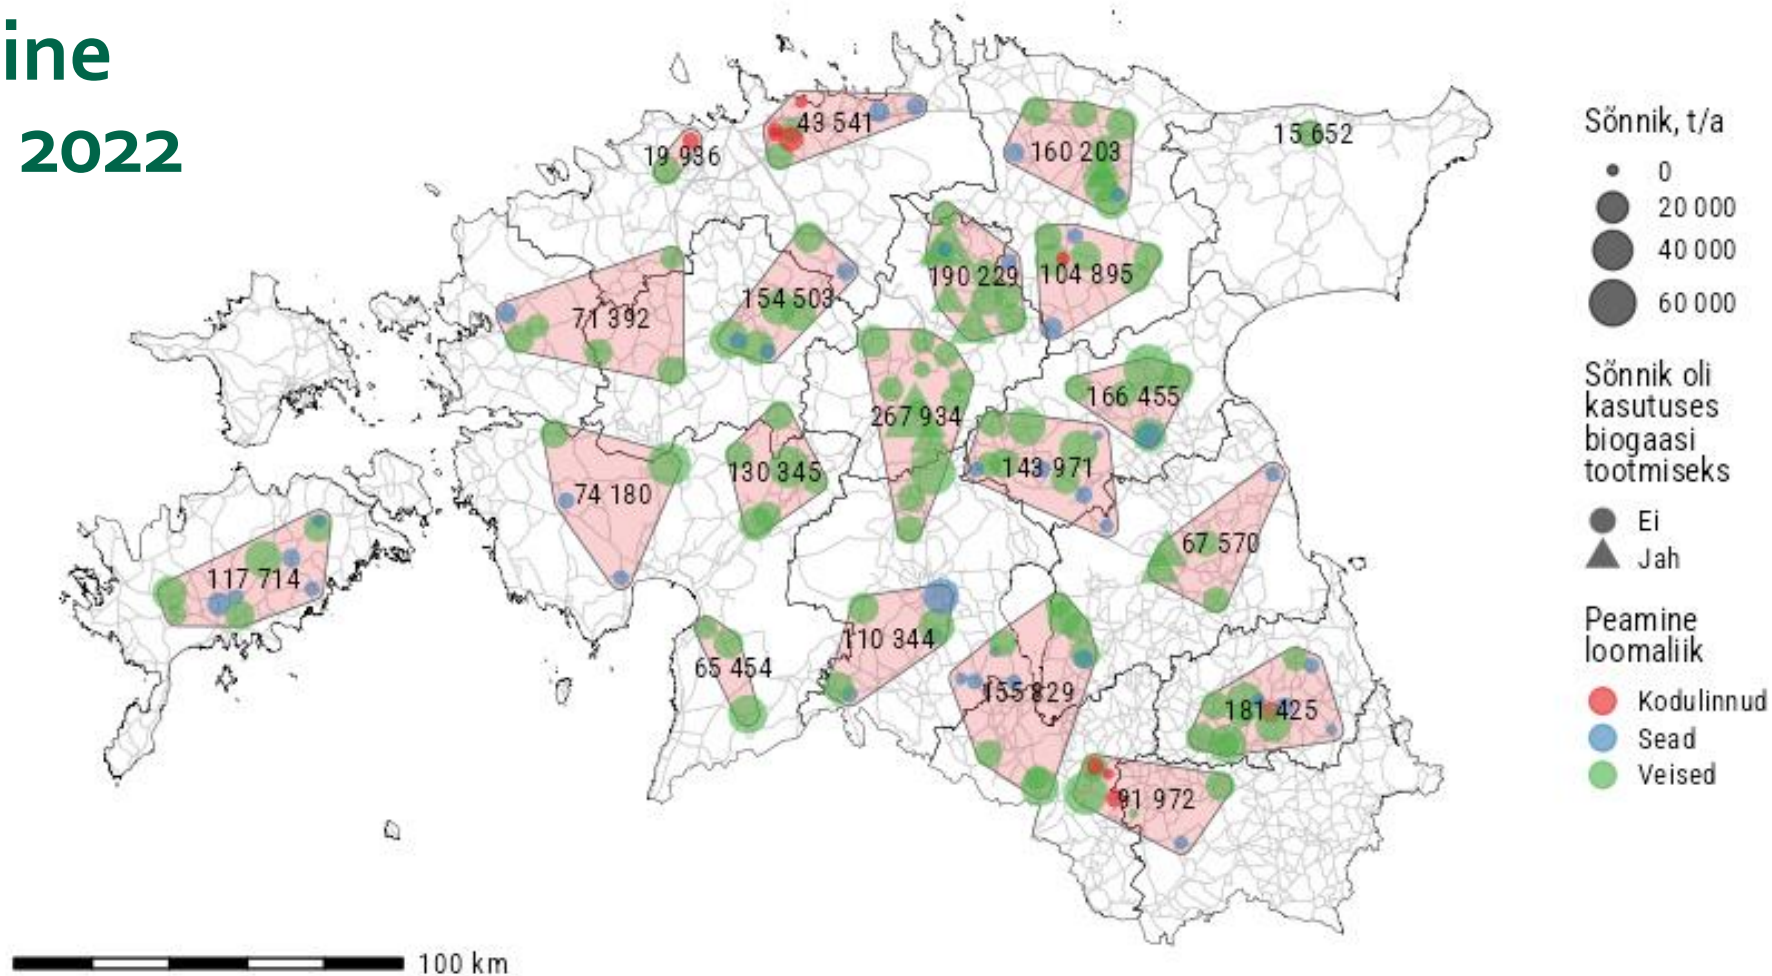 ine
2022
43 541
19 936
160 203
15 652
190 229
104 895
154 503
71 392
166 455
267 934
143 971
130 345
74 180
67 570
117 714
110 344
65 454
155 829
181 425
91 972
100 km
Sõnnik, t/a
0
20 000
40 000
60 000
Sõnnik oli
kasutuses
biogaasi
tootmiseks
Ei
Jah
Peamine
loomaliik
Kodulinnud
Sead
Veised